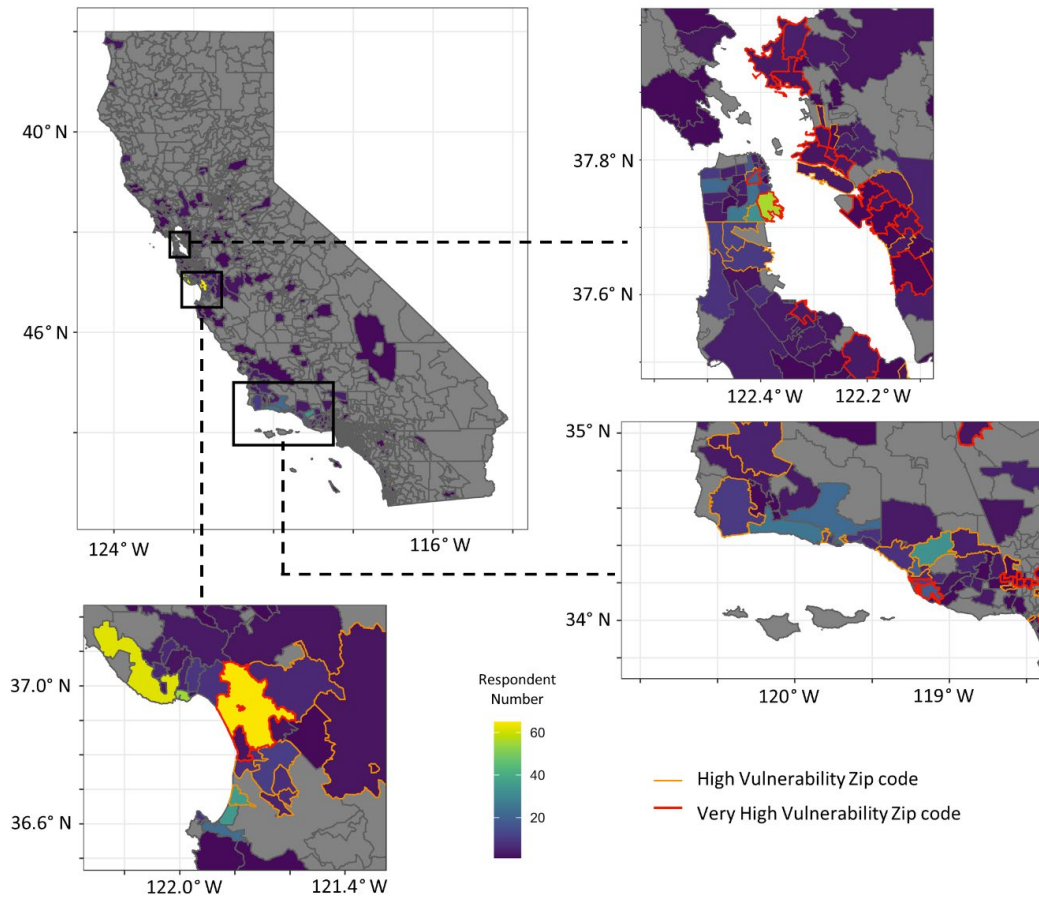 40° N
46° N
124° W
116° W
37.8° N
37.6° N
122.4° W
122.2° W
35° N
34° N
120° W
119° W
37.0° N
36.6° N
122.0° W
121.4° W
Respondent
Number
60
40
20
High Vulnerability Zip code
Very High Vulnerability Zip code